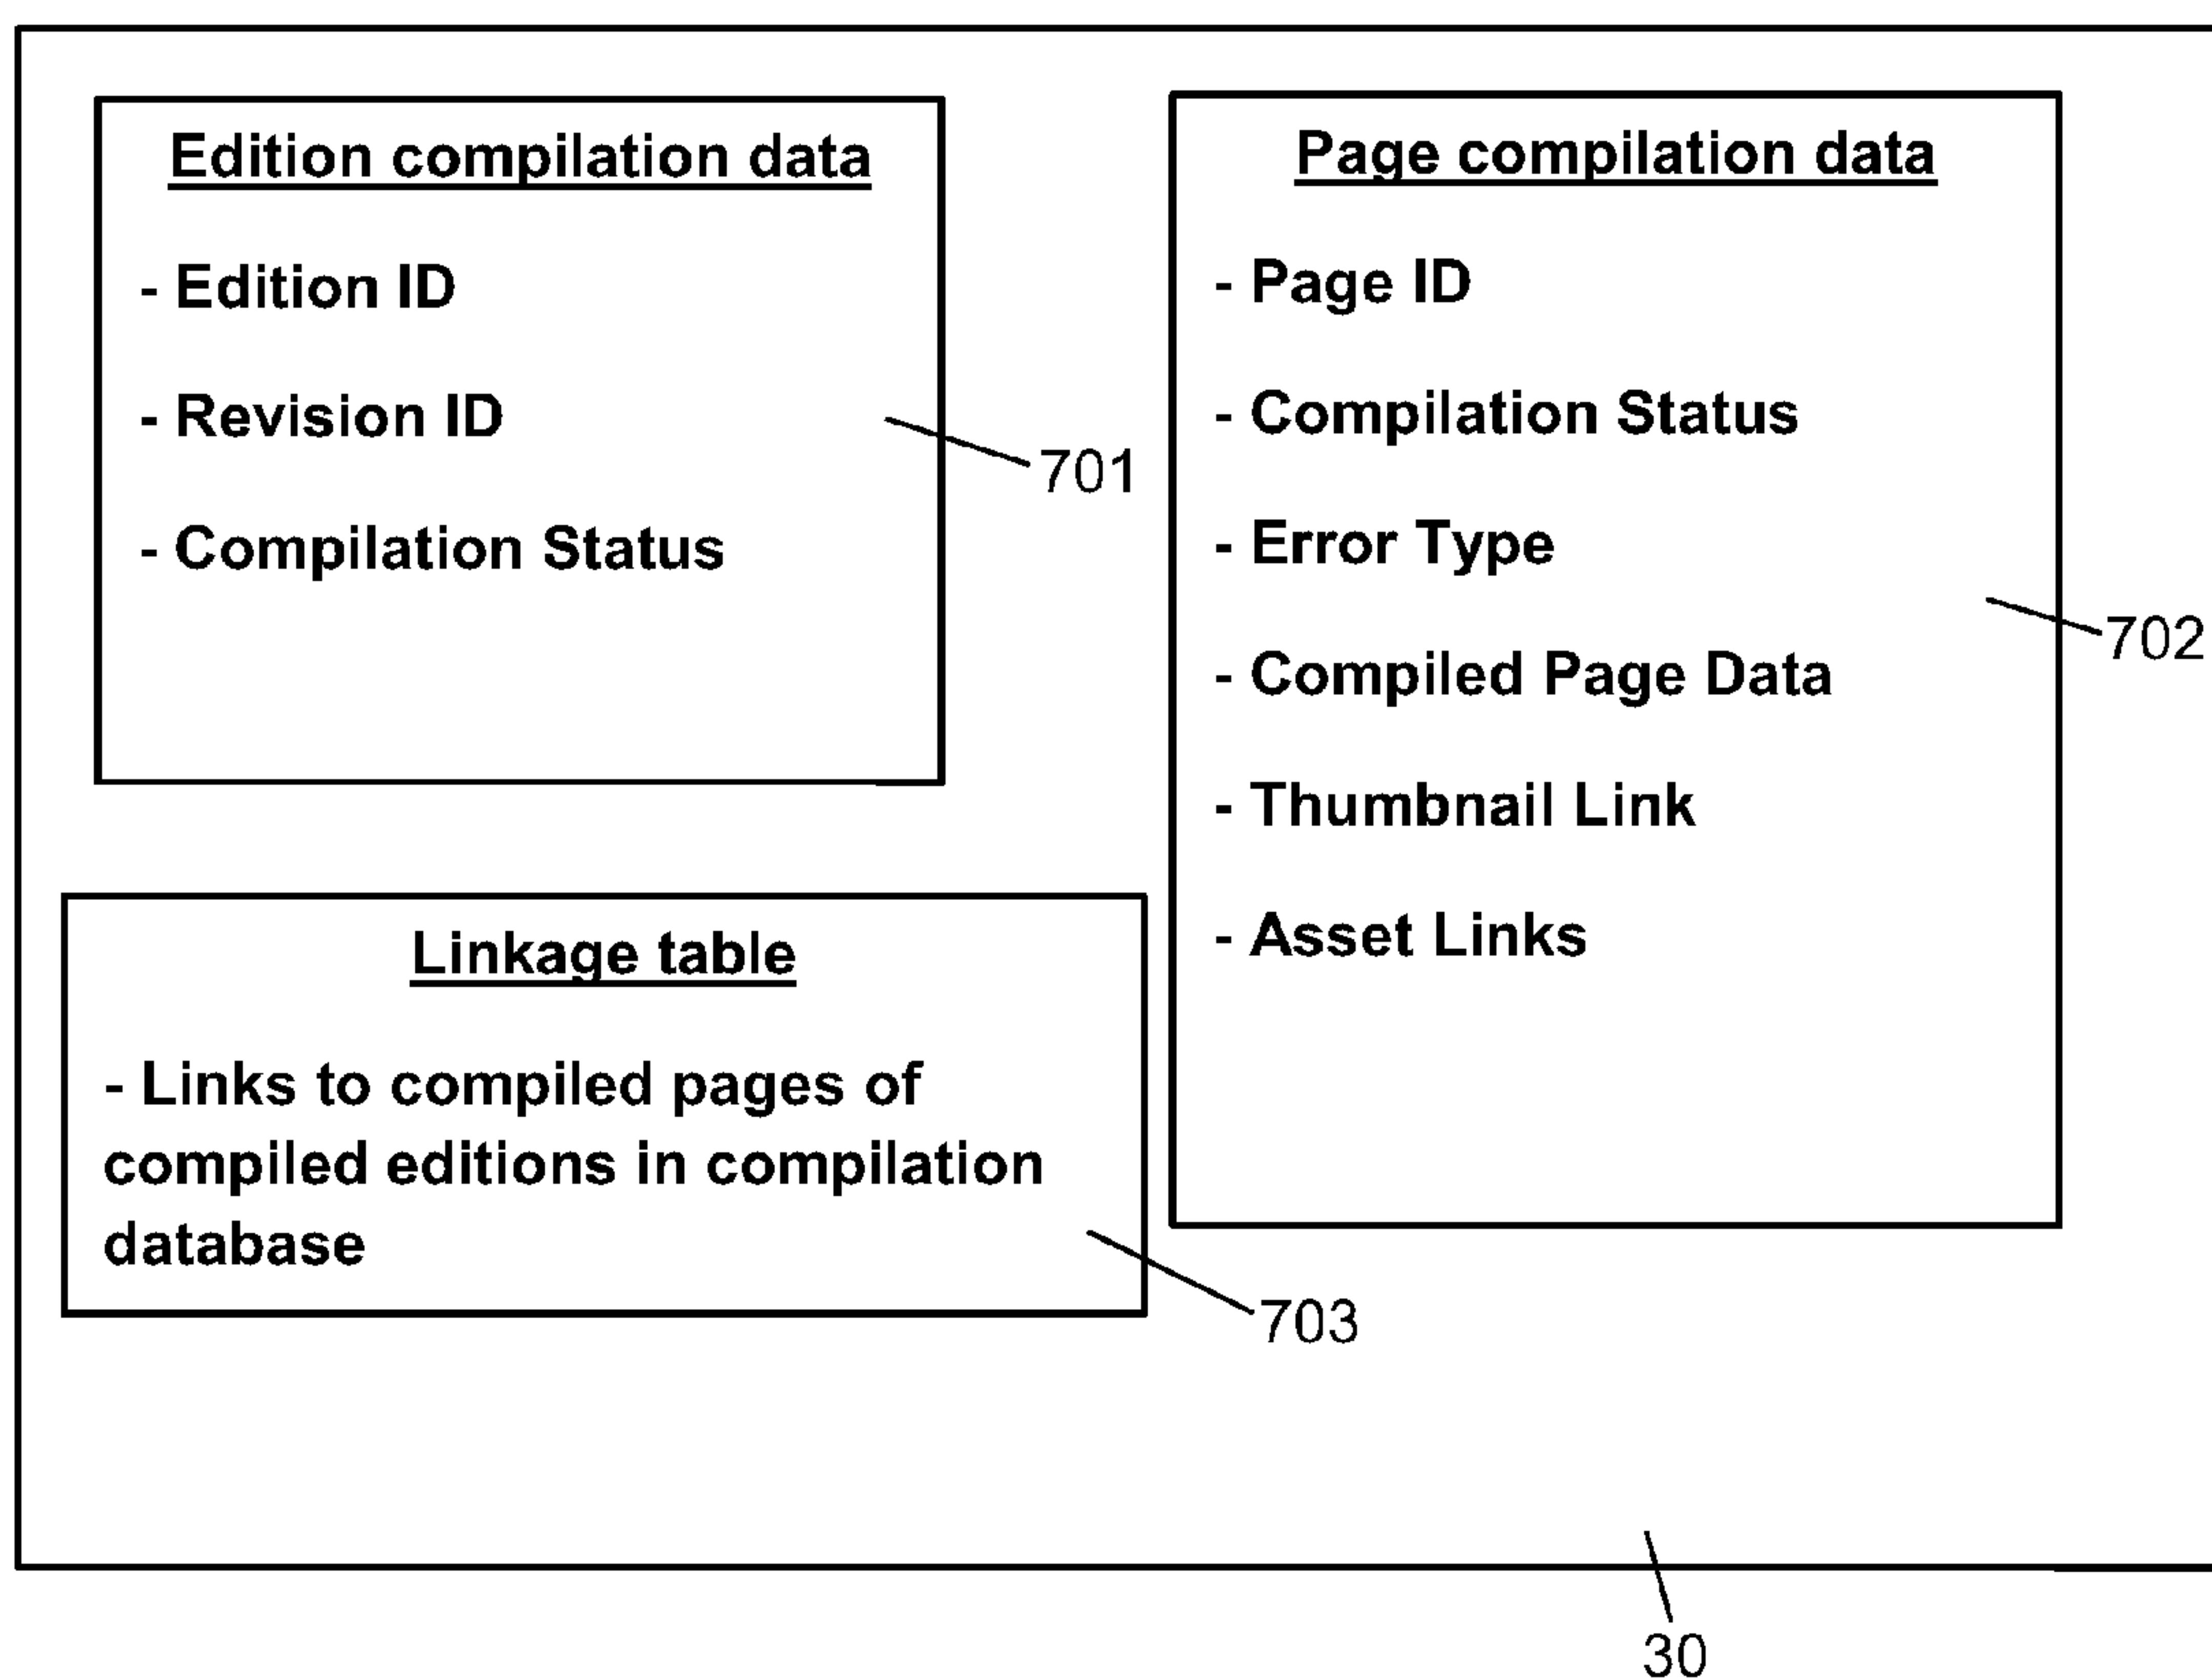 Edition compilation data
- Edition ID
- Revision ID
- Compilation Status
701
Page compilation data
- Page ID
- Compilation Status
- Error Type
- Compiled Page Data
- Thumbnail Link
- Asset Links
702
Linkage table
- Links to compiled pages of
compiled editions in compilation
database
703
30